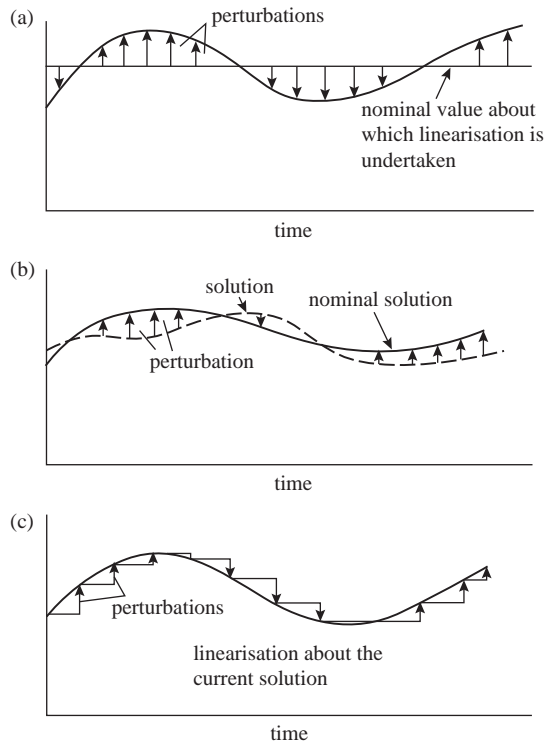 (a)
perturbations
nominal value about
which linearisation is
undertaken
time
(b)
solution
nominal solution
perturbation
time
(c)
perturbations
linearisation about the
current solution
time